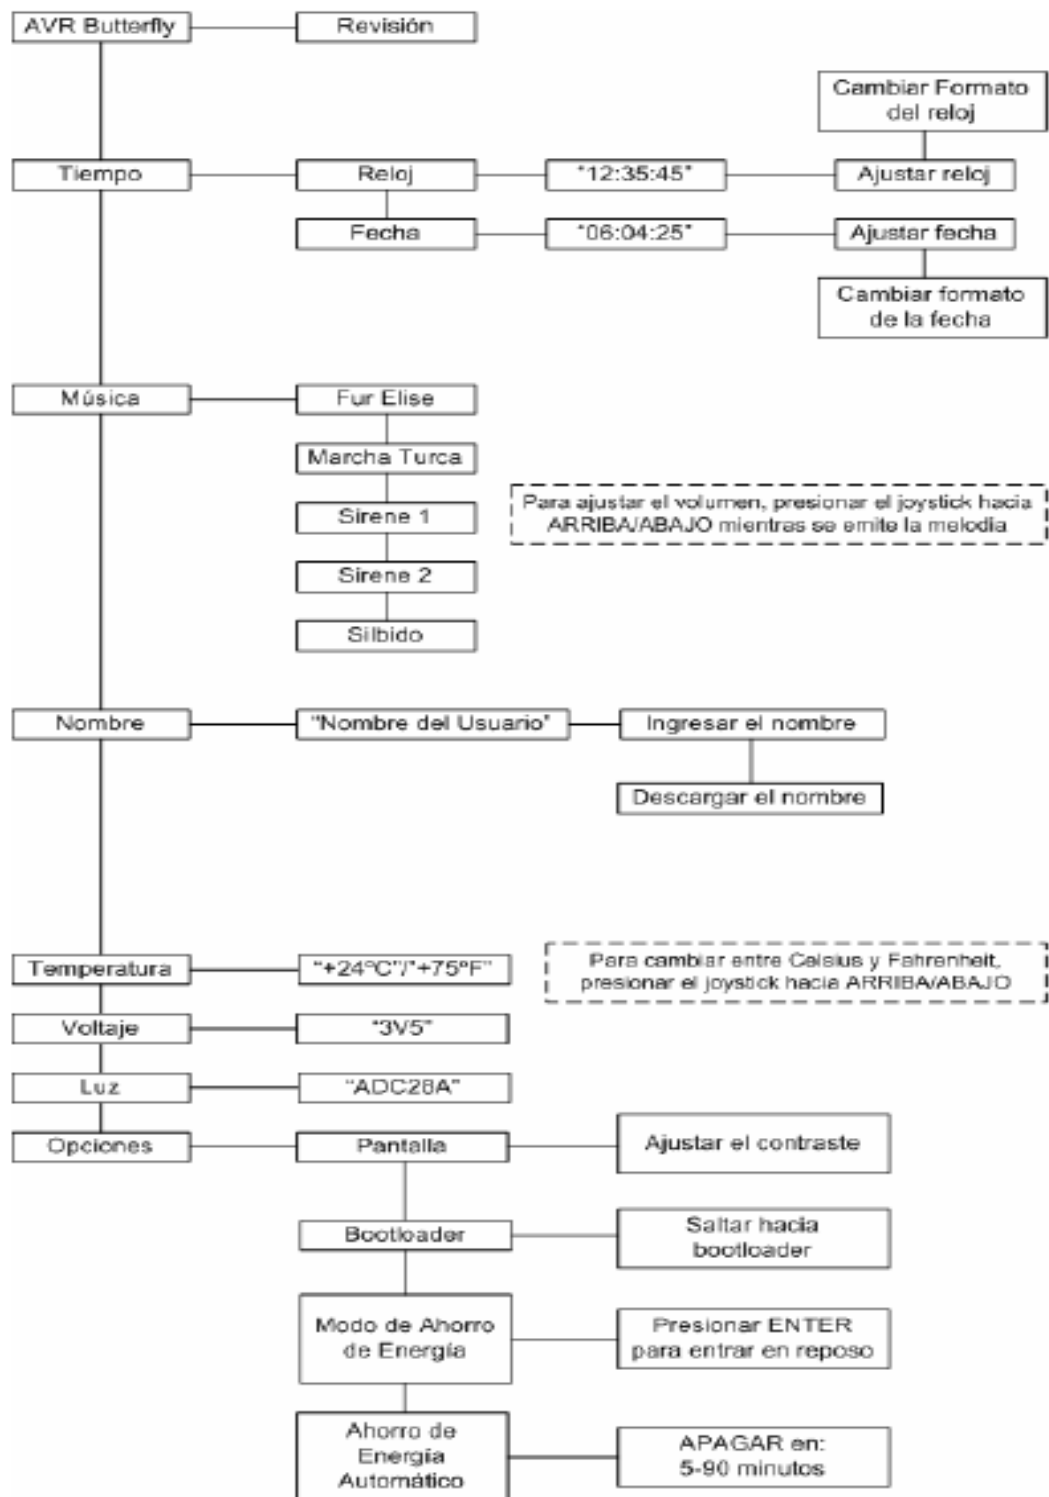 AVR Butterfly
Revisión
Cambiar Formato
del reloj
Tiempo
Reloj
"12:35:45"
Ajustar reloj
Fecha
"06:04:25"
Ajustar fecha
Cambiar formato
de la fecha
Música
Fur Elise
Marcha Turca
Sirene 1
Para ajustar el volumen, presionar el joystick hacia
ARRIBA/ABAJO mientras se emite la melodía
Sirene 2
Silbido
Nombre
"Nombre del Usuario"
Ingresar el nombre
Descargar el nombre
Temperatura
"+24ºC"/"+75ºF"
Para cambiar entre Celsius y Fahrenheit,
presionar el joystick hacia ARRIBA/ABAJO
Voltaje
"3V5"
Luz
"ADC28A"
Opciones
Pantalla
Ajustar el contraste
Bootloader
Saltar hacia
bootloader
Modo de Ahorro
de Energía
Presionar ENTER
para entrar en reposo
Ahorro de
Energía
Automático
APAGAR en:
5-90 minutos